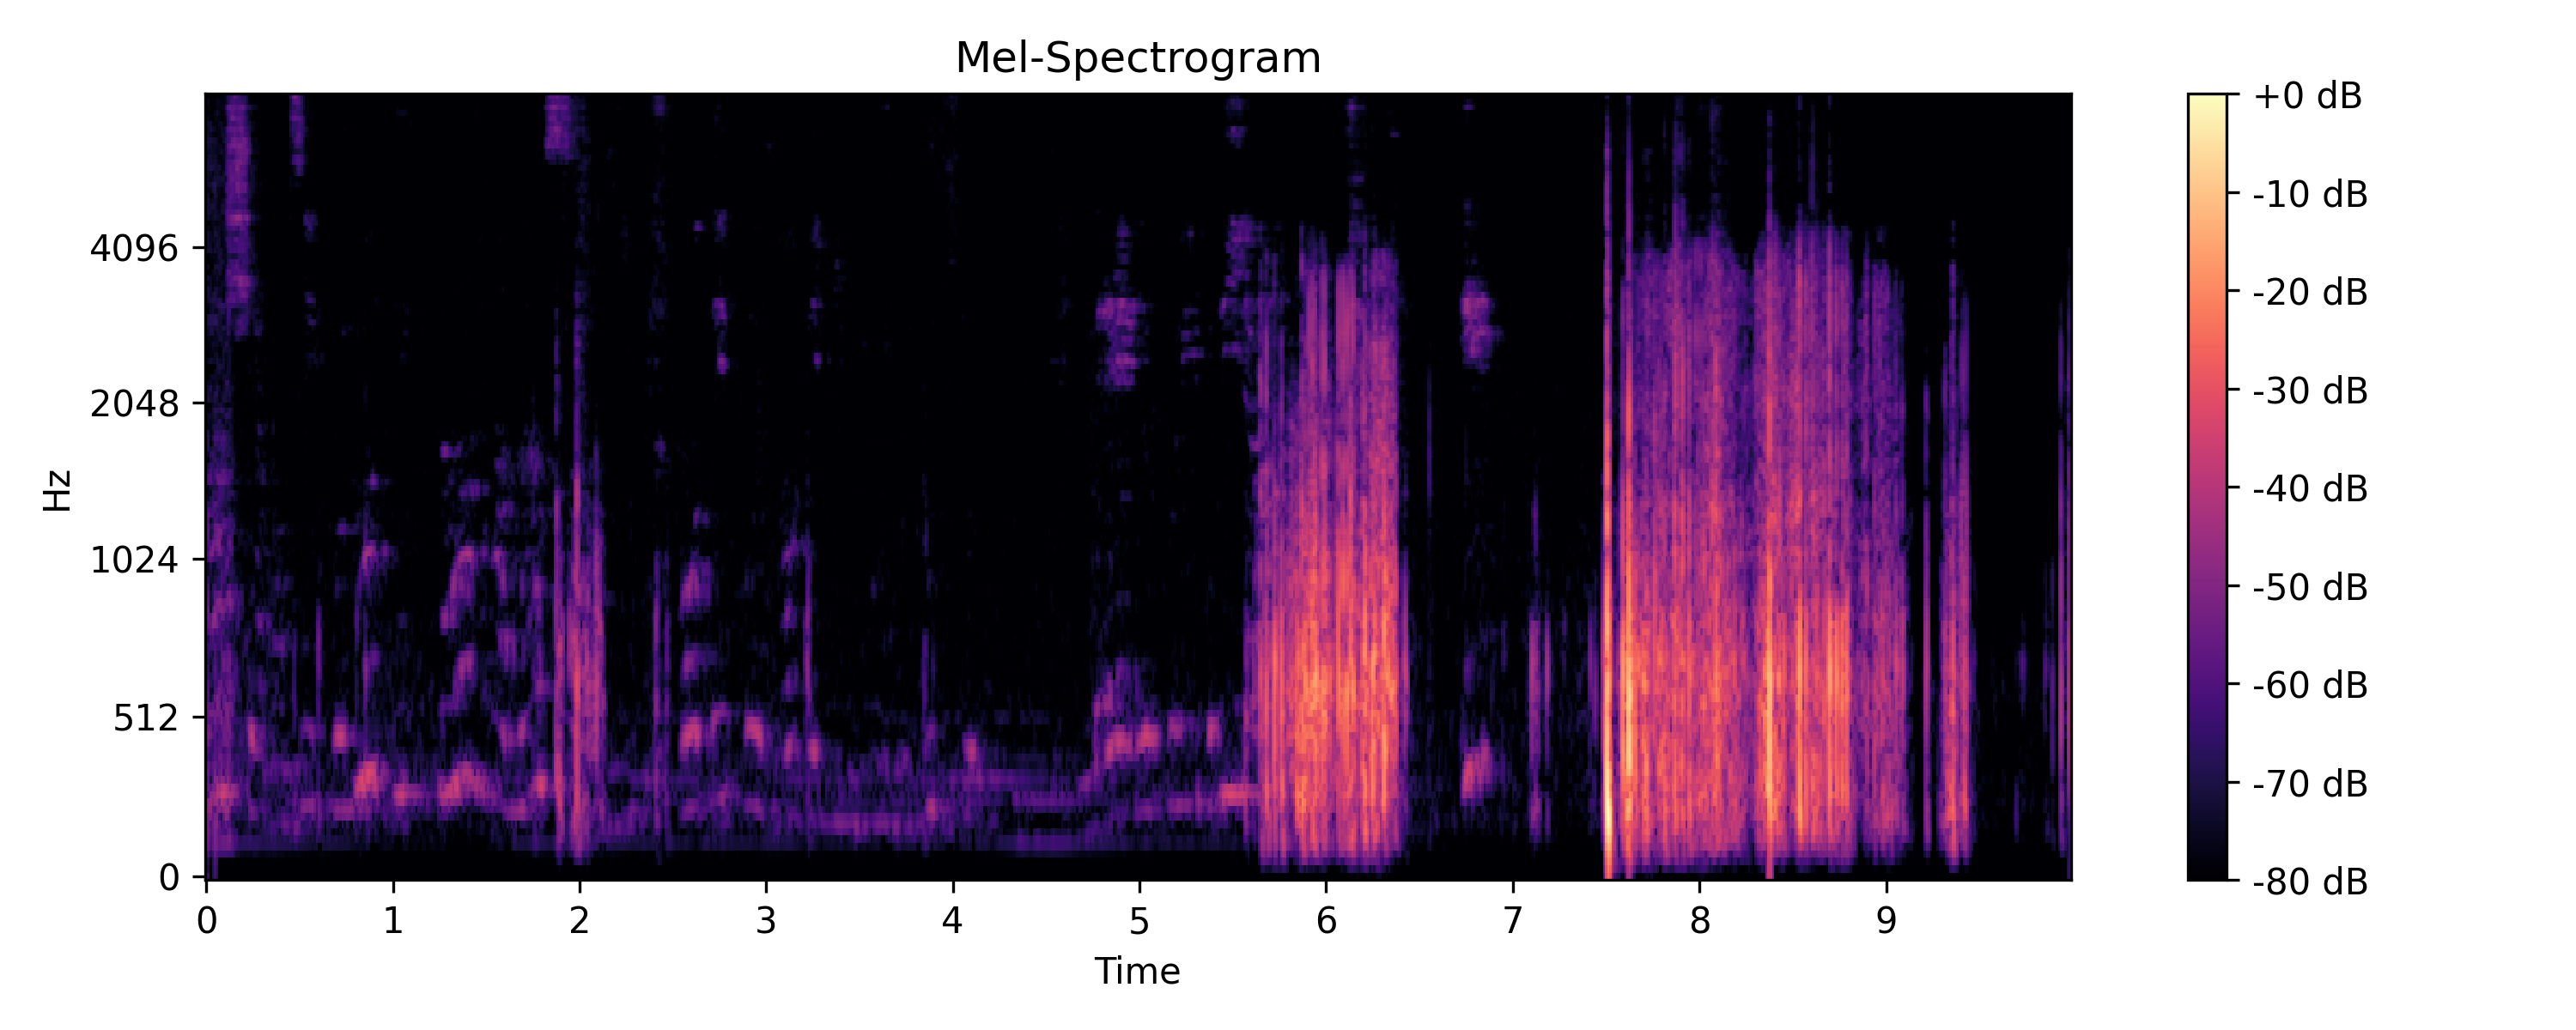 Mel-Spectrogram
+0 dB
-10 dB
-20 dB
-30 dB
-40 dB
-50 dB
-60 dB
-70 dB
-80 dB
4096
2048
1024
512
0
Hz
0 1 2 3 4 5 6 7 8 9
Time